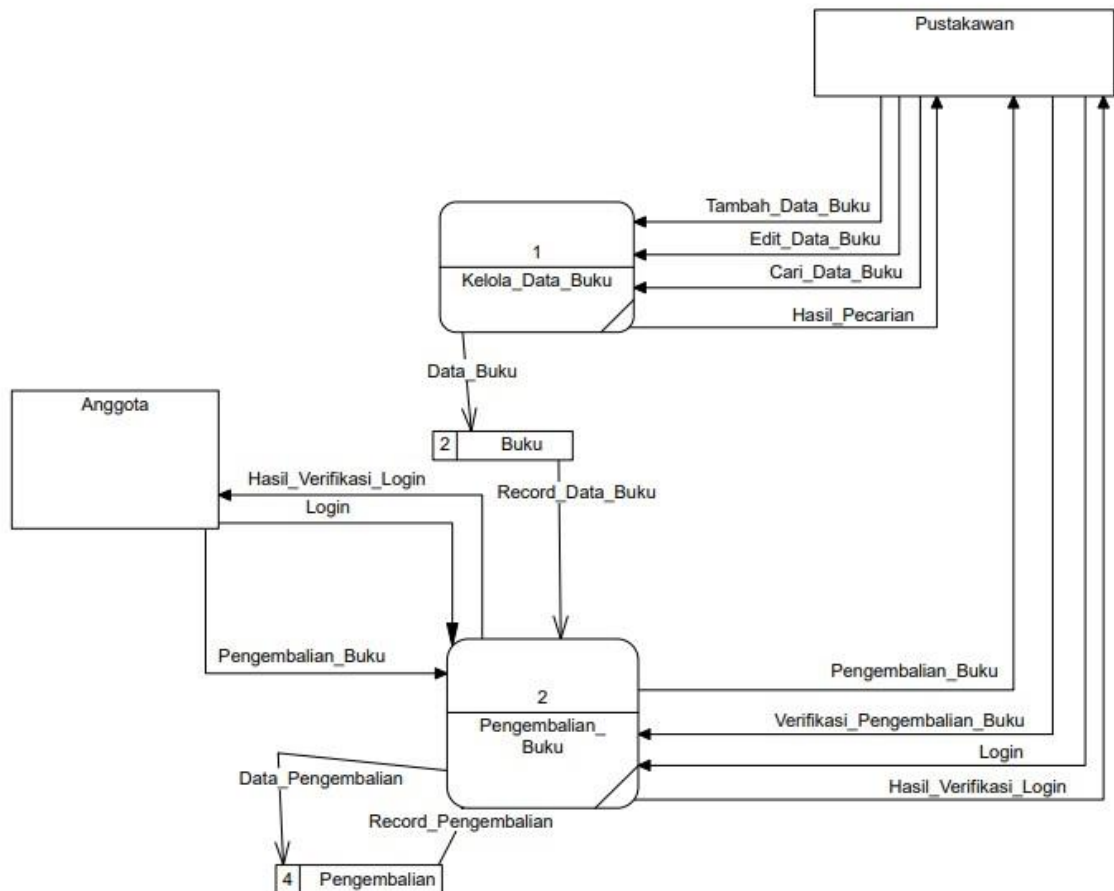 Pustakawan
Tambah_Data_Buku
Edit_Data_Buku
1
Cari_Data_Buku
Kelola_Data_Buku
Hasil_Pecarian
Data_Buku
Anggota
2
Buku
Hasil_Verifikasi_Login
Record_Data_Buku
Login
Pengembalian_Buku
Pengembalian_Buku
2
Verifikasi_Pengembalian_Buku
Pengembalian_
Buku
Login
Data_Pengembalian
Hasil_Verifikasi_Login
Record_Pengembalian
4
Pengembalian